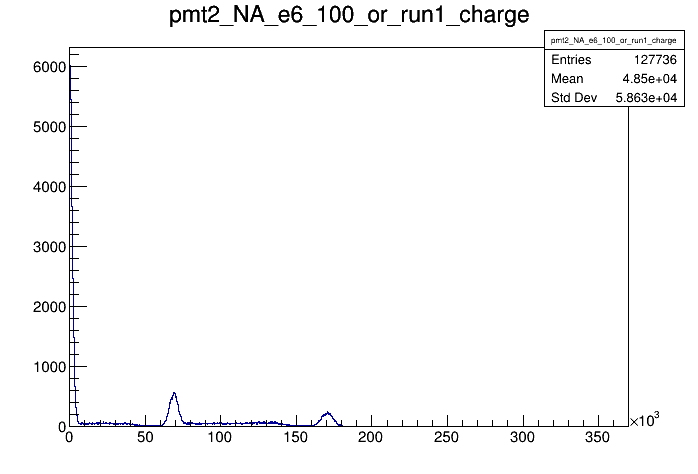 pmt2_NA_e6_100_or_run1_charge
pmt2_NA_e6_100_or_run1_charge
Entries 127736
Mean 4.85e+04
Std Dev 5.863e+04
6000
5000
4000
3000
2000
1000
0
0 50 100 150 200 250 300 350
×10³